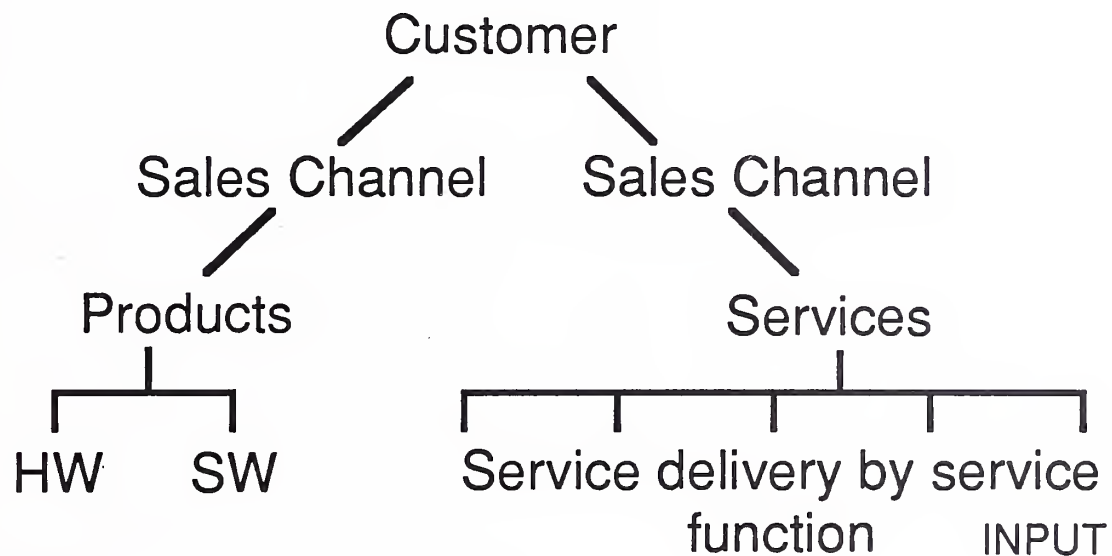 Customer
Sales Channel Sales Channel
Products Services
HW SW Service delivery by service
function INPUT